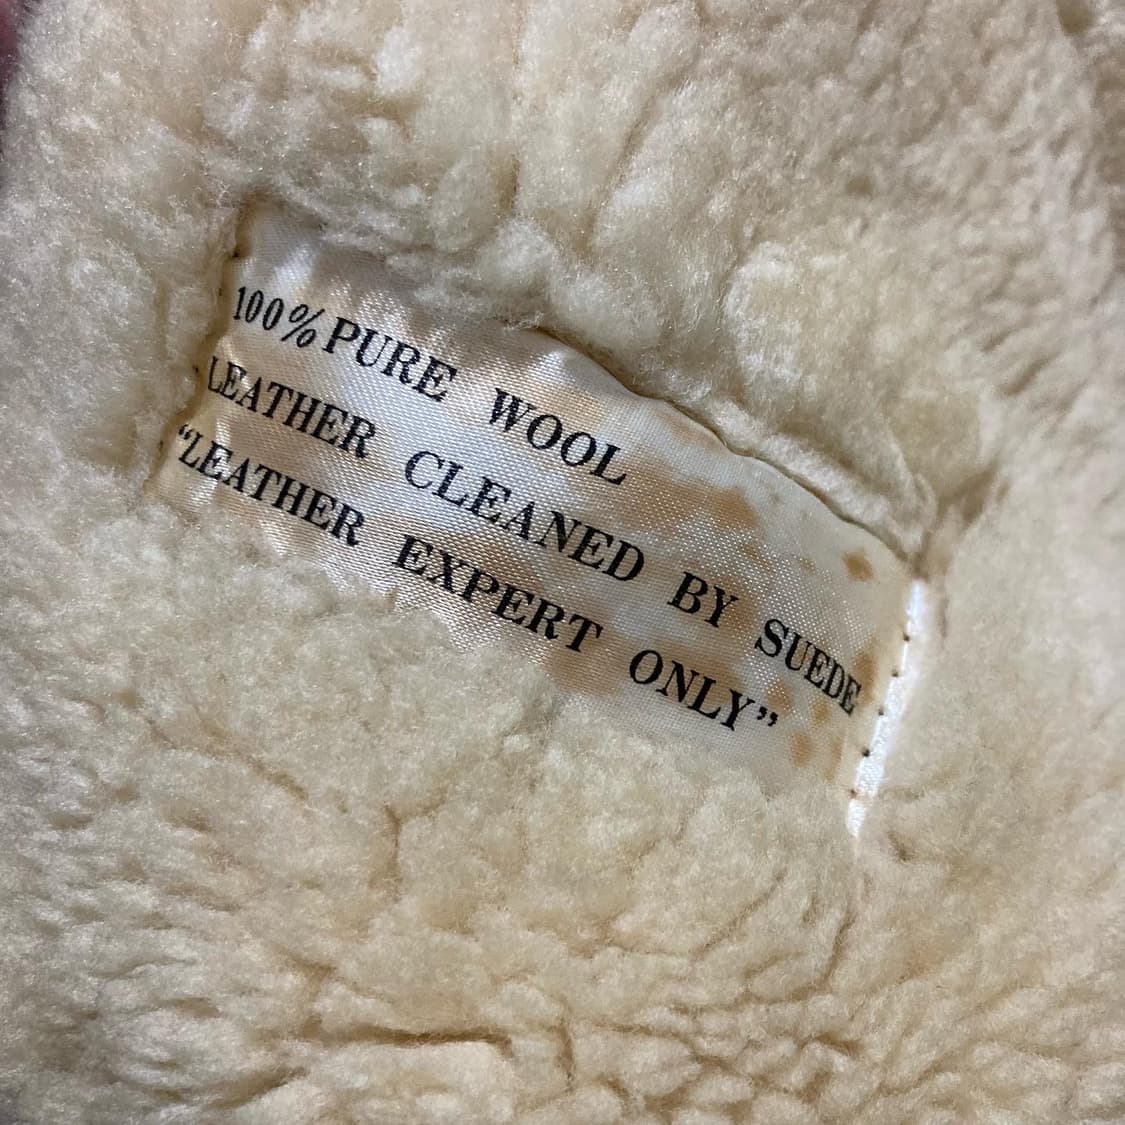 100% PURE WOOL
LEATHER CLEANED BY SUEDE
“LEATHER EXPERT ONLY”